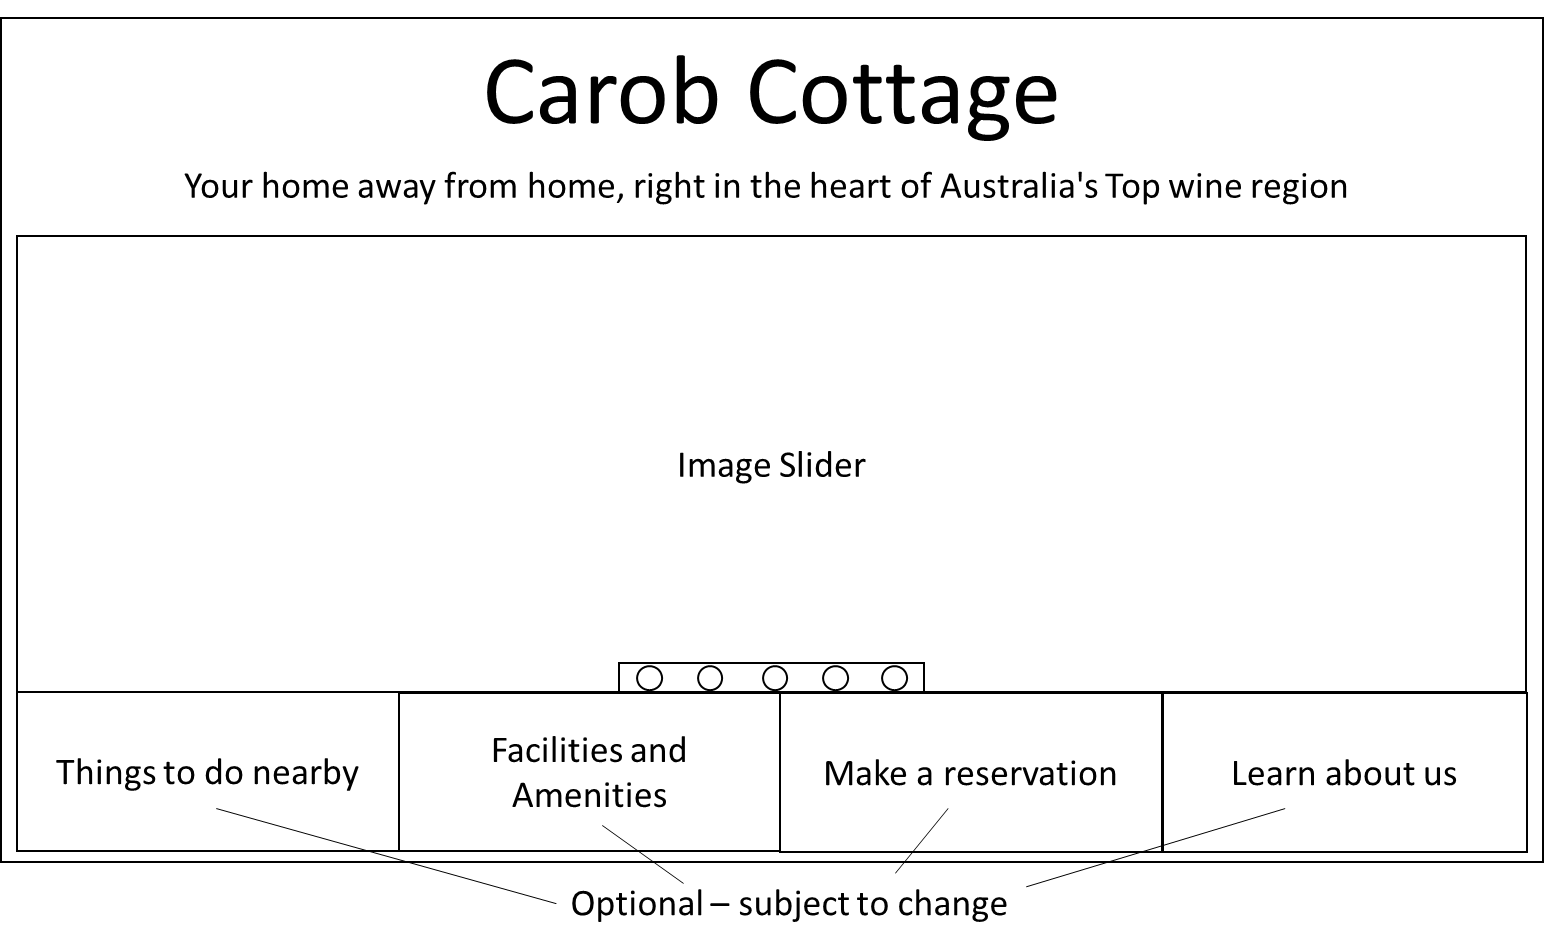 Carob Cottage
Your home away from home, right in the heart of Australia's Top wine region
Image Slider
Things to do nearby
Facilities and
Amenities
Make a reservation
Learn about us
Optional – subject to change